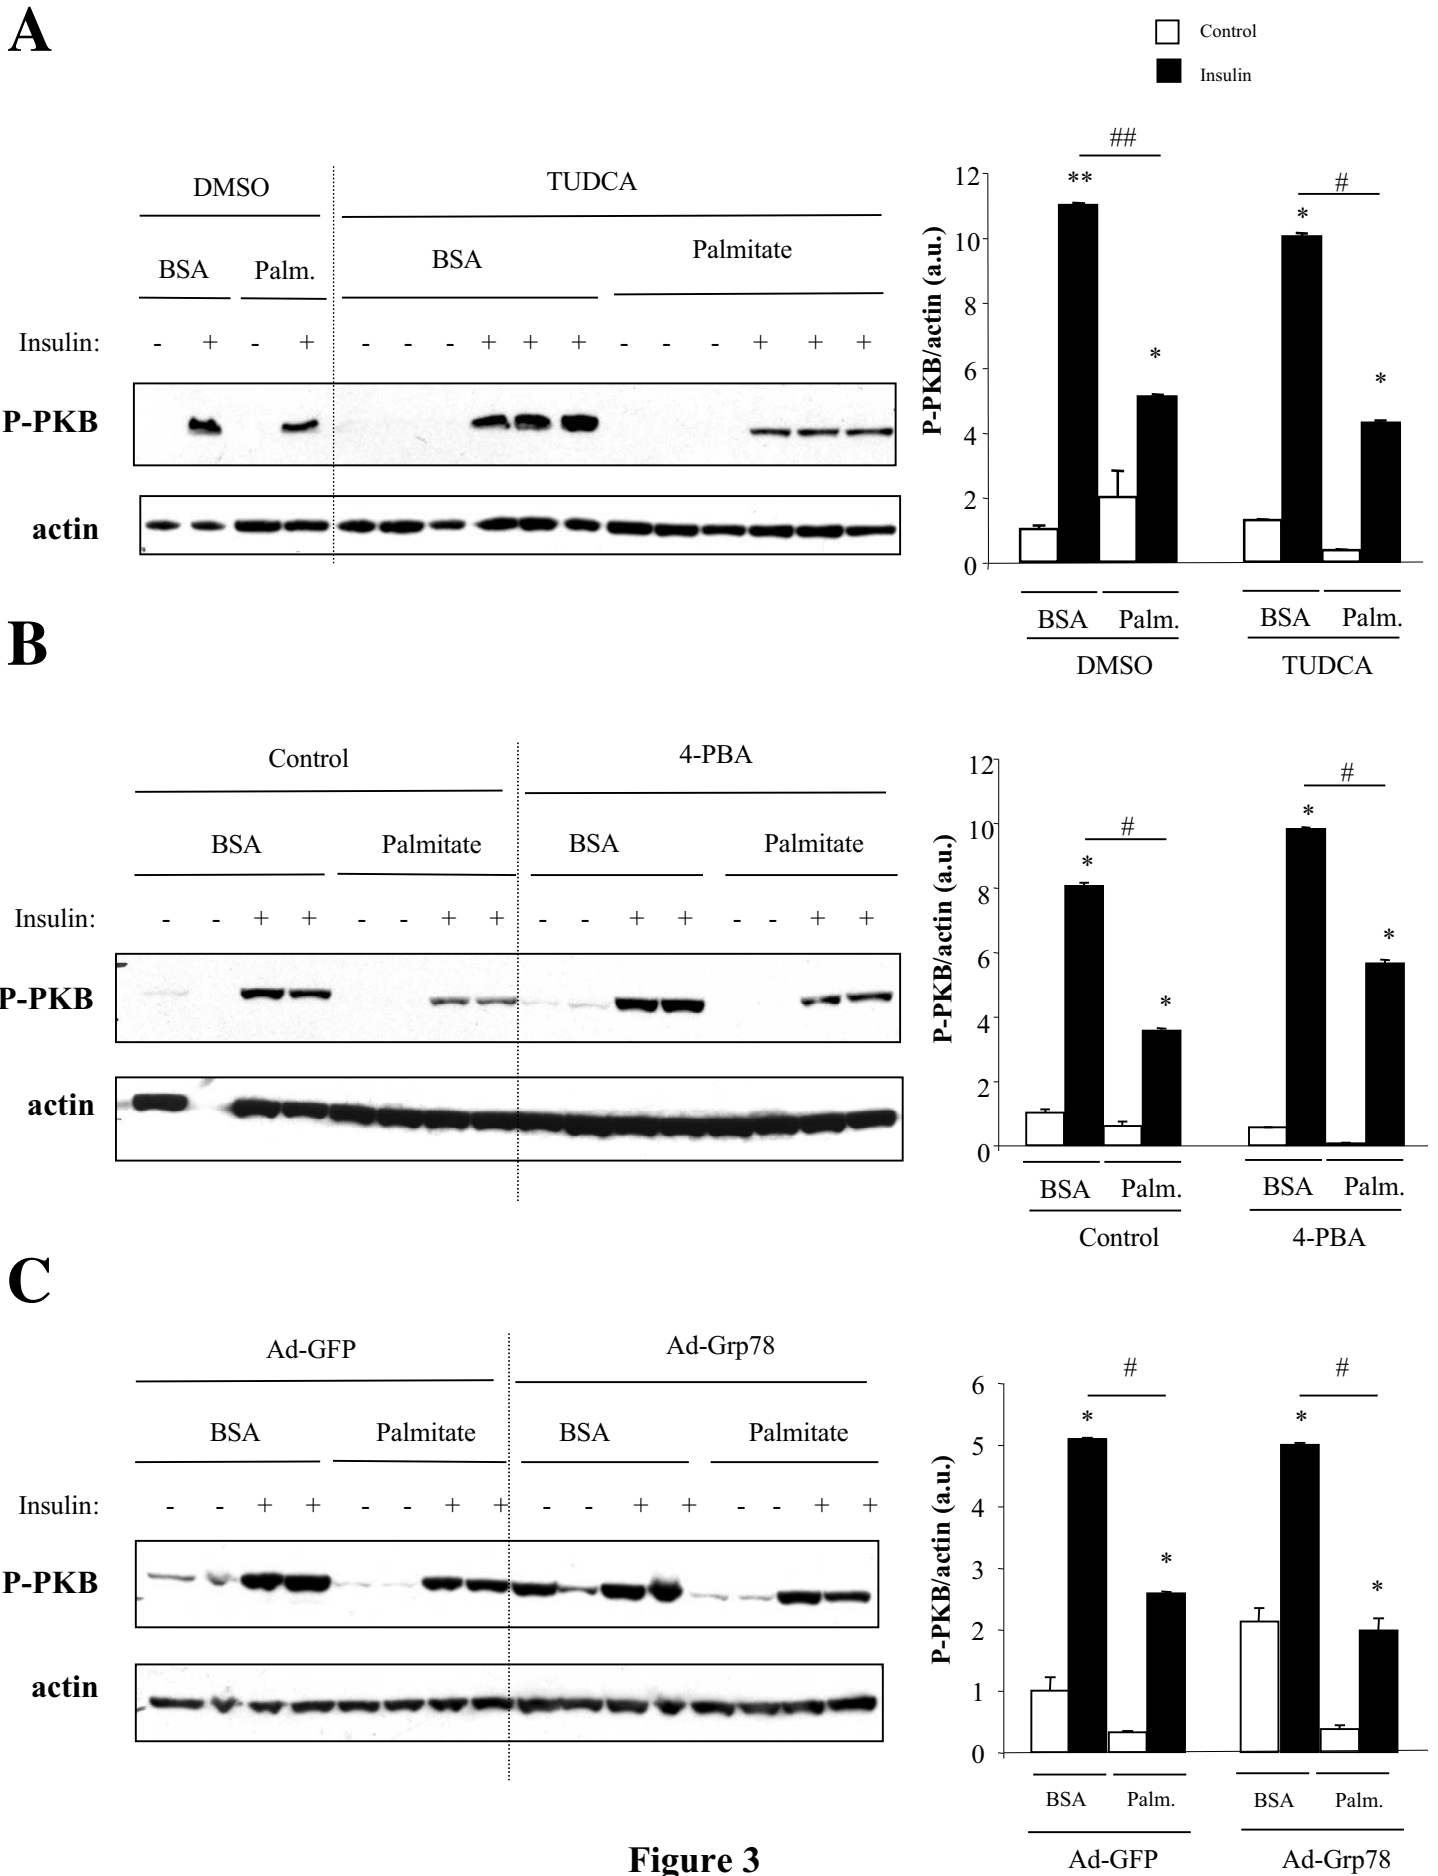 A
Control
Insulin
DMSO
TUDCA
BSA
Palm.
BSA
Palmitate
Insulin: - + - + - - - + + + - - - + + +
P-PKB
actin
P-PKB/actin (a.u.)
12
10
8
6
4
2
0
##
**
*
#
*
*
BSA Palm. BSA Palm.
DMSO TUDCA
B
Control
4-PBA
BSA Palmitate BSA Palmitate
Insulin: - - + + - - + + - - + + - - + +
P-PKB
actin
P-PKB/actin (a.u.)
12
10
8
6
4
2
0
#
*
*
#
*
*
BSA Palm. BSA Palm.
Control 4-PBA
C
Ad-GFP
Ad-Grp78
BSA Palmitate BSA Palmitate
Insulin: - - + + - - + + - - + + - - + +
P-PKB
actin
P-PKB/actin (a.u.)
6
5
4
3
2
1
0
#
*
*
#
*
*
BSA Palm. BSA Palm.
Ad-GFP Ad-Grp78
Figure 3